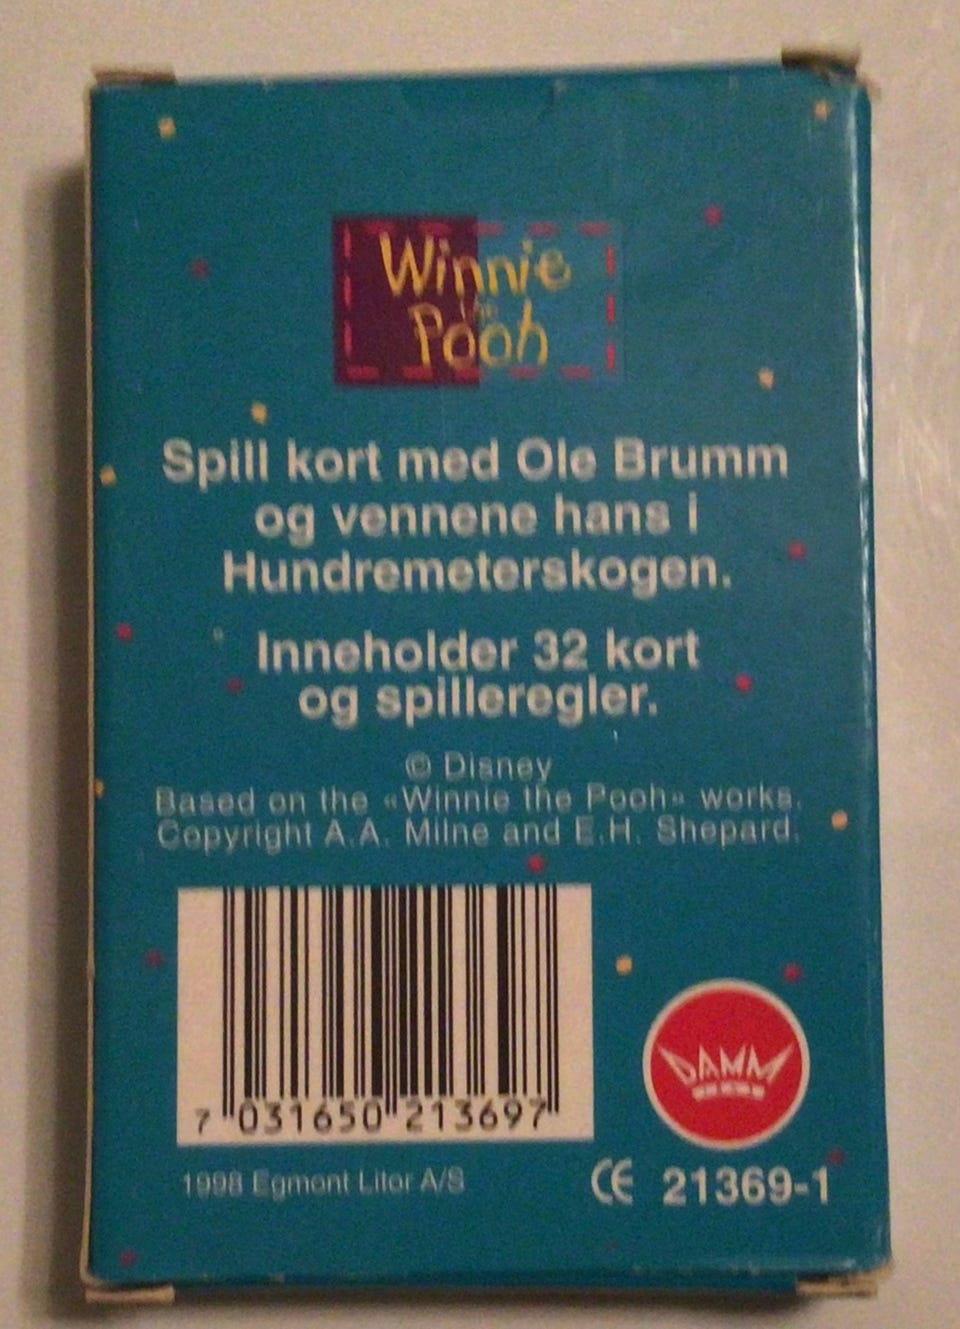 Winnie
the
Pooh
Spill kort med Ole Brumm
og vennene hans i
Hundremeterskogen.
Inneholder 32 kort
og spilleregler.
© Disney
Based on the «Winnie the Pooh» works.
Copyright A.A. Milne and E.H. Shepard.
7 031650 213697
DAMM
1998 Egmont Litor A/S
CE 21369-1